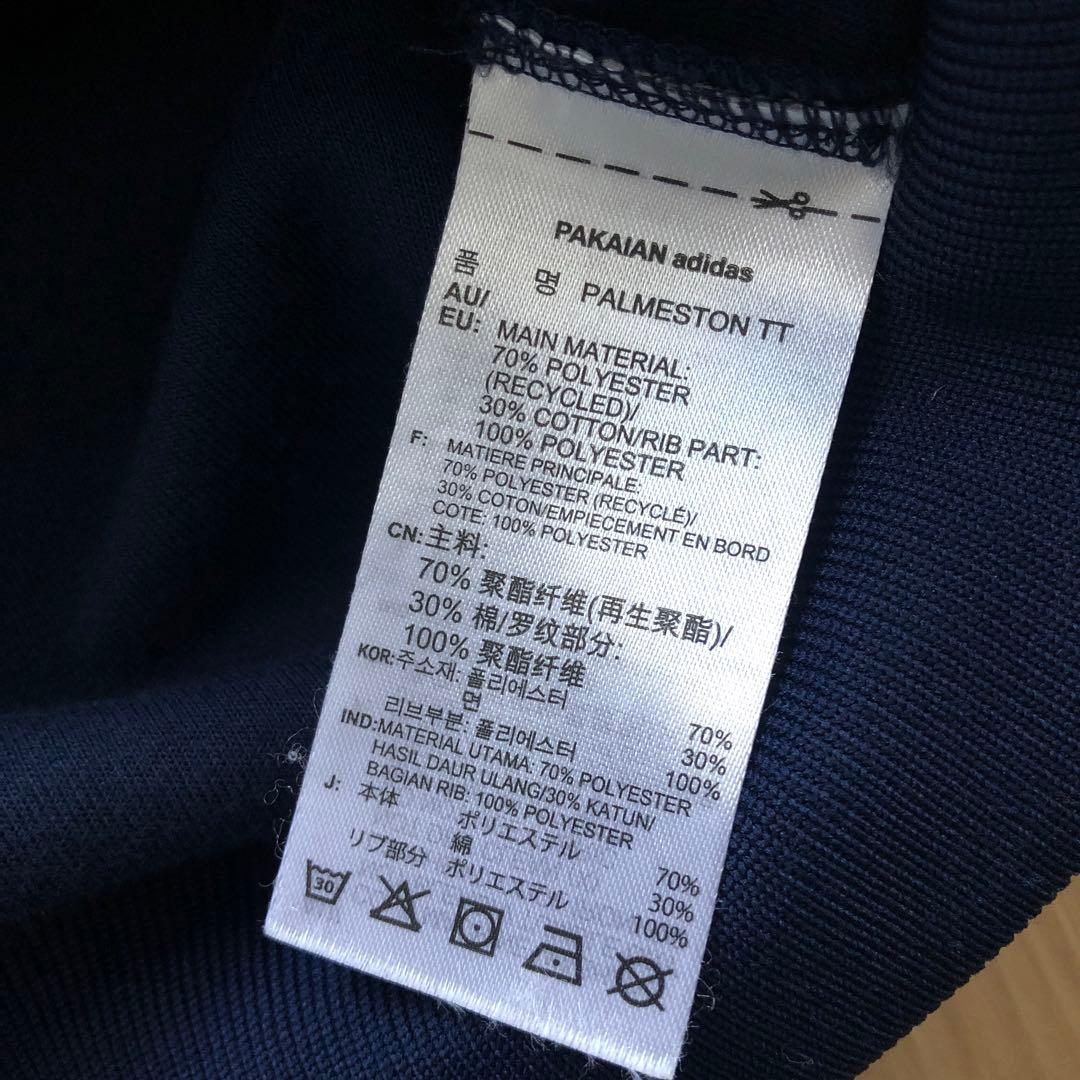 PAKAIAN adidas
품 명 PALMESTON TT
AU/
EU: MAIN MATERIAL:
70% POLYESTER
(RECYCLED)/
30% COTTON/RIB PART:
100% POLYESTER
F: MATIERE PRINCIPALE:
70% POLYESTER (RECYCLÉ)/
30% COTON/EMPIECEMENT EN BORD
COTE: 100% POLYESTER
CN: 主料:
70% 聚酯纤维(再生聚酯)/
30% 棉/罗纹部分:
100% 聚酯纤维
KOR: 주소재: 폴리에스터 70%
면 30%
리브부분: 폴리에스터 100%
IND: MATERIAL UTAMA: 70% POLYESTER
HASIL DAUR ULANG/30% KATUN/
BAGIAN RIB: 100% POLYESTER
J: 本体 ポリエステル 70%
綿 30%
リブ部分 ポリエステル 100%
30